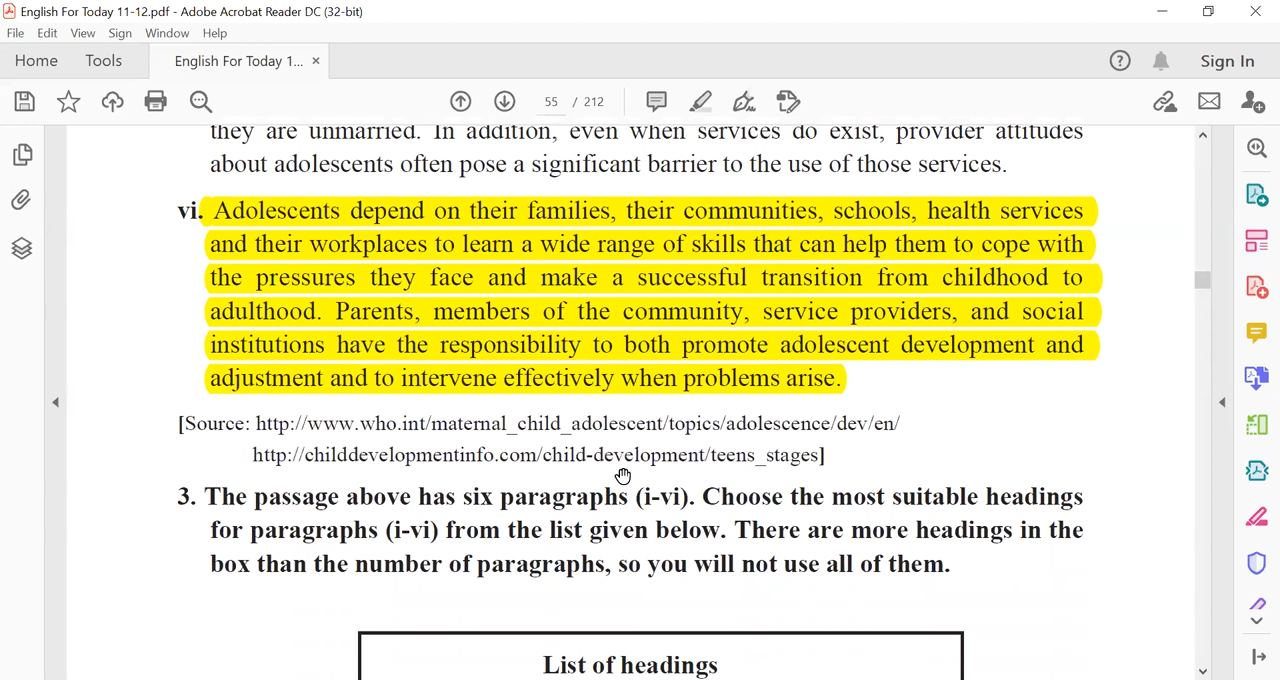 English For Today 11-12.pdf - Adobe Acrobat Reader DC (32-bit)
File Edit View Sign Window Help
Home Tools English For Today 1... × Sign In
55 / 212
they are unmarried. In addition, even when services do exist, provider attitudes
about adolescents often pose a significant barrier to the use of those services.
vi. Adolescents depend on their families, their communities, schools, health services
and their workplaces to learn a wide range of skills that can help them to cope with
the pressures they face and make a successful transition from childhood to
adulthood. Parents, members of the community, service providers, and social
institutions have the responsibility to both promote adolescent development and
adjustment and to intervene effectively when problems arise.
[Source: http://www.who.int/maternal_child_adolescent/topics/adolescence/dev/en/
http://childdevelopmentinfo.com/child-development/teens_stages]
3. The passage above has six paragraphs (i-vi). Choose the most suitable headings
for paragraphs (i-vi) from the list given below. There are more headings in the
box than the number of paragraphs, so you will not use all of them.
List of headings